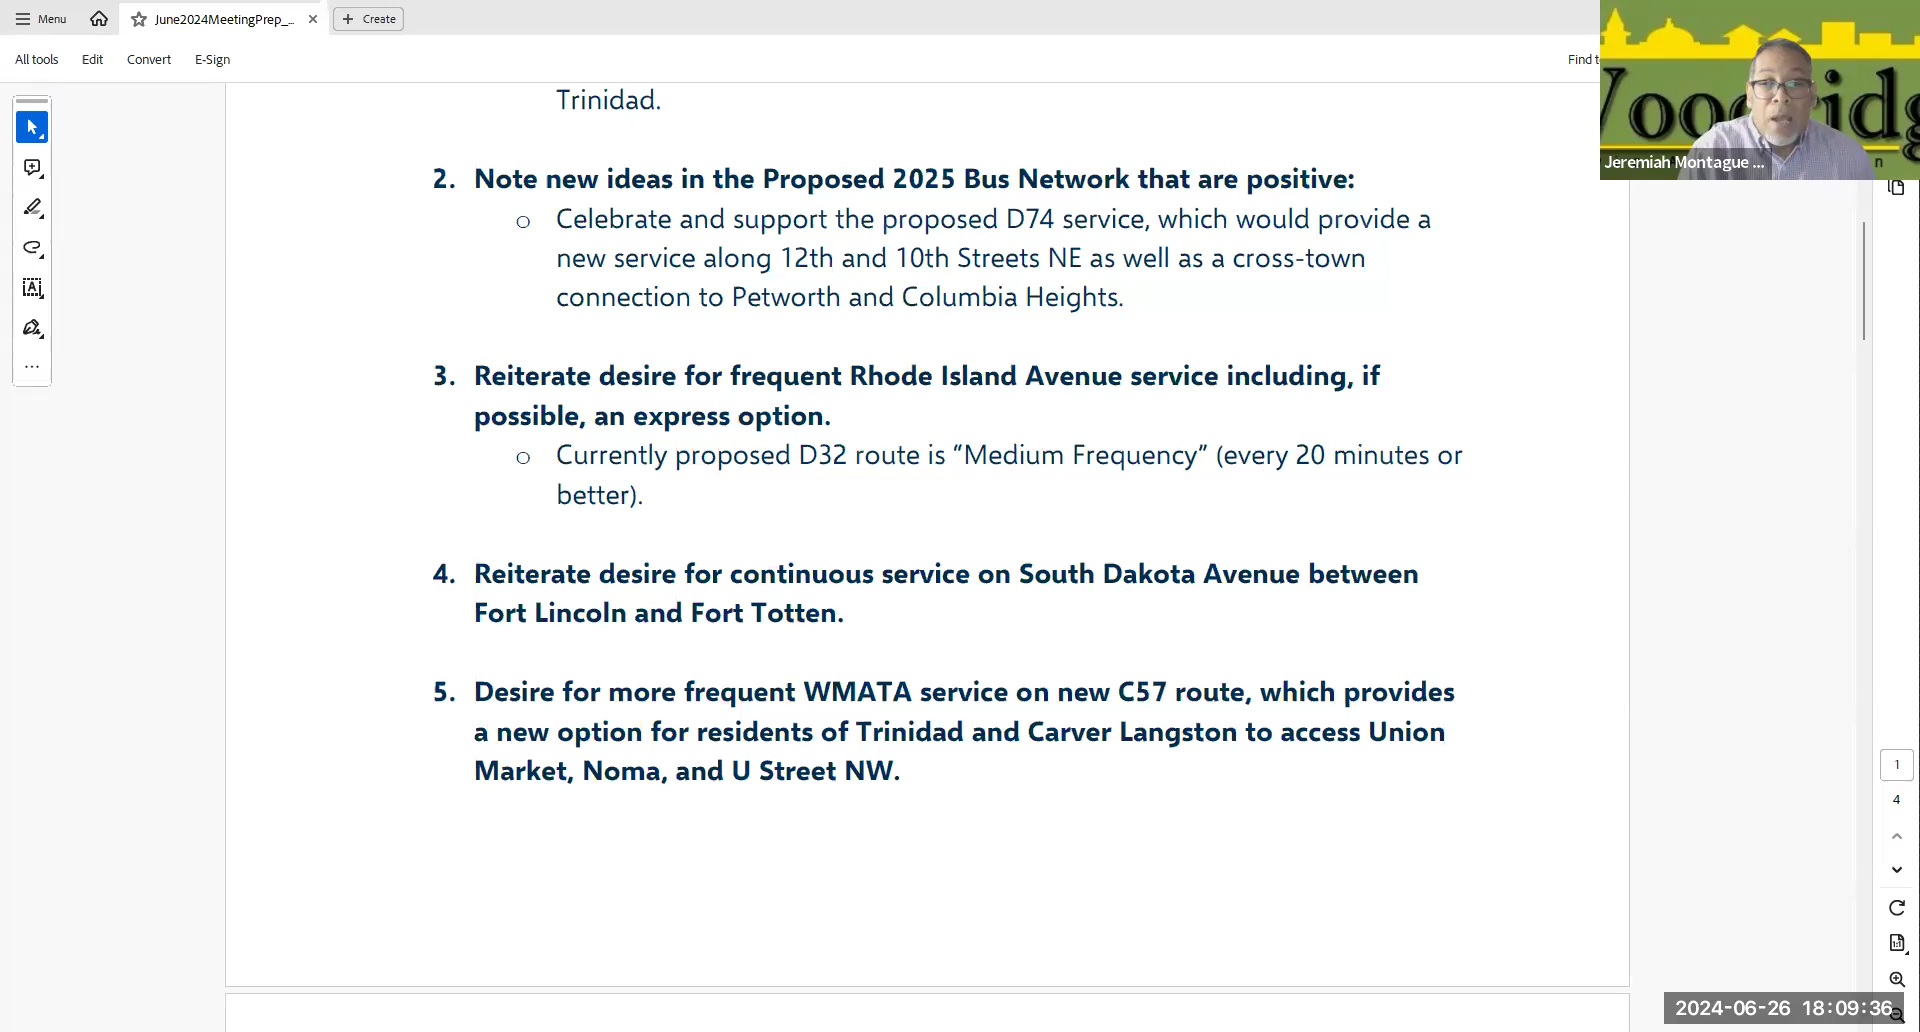 Menu
June2024MeetingPrep_...
Create
All tools
Edit
Convert
E-Sign
Find t
Jeremiah Montague ...
Trinidad.
2. Note new ideas in the Proposed 2025 Bus Network that are positive:
o Celebrate and support the proposed D74 service, which would provide a
new service along 12th and 10th Streets NE as well as a cross-town
connection to Petworth and Columbia Heights.
3. Reiterate desire for frequent Rhode Island Avenue service including, if
possible, an express option.
o Currently proposed D32 route is “Medium Frequency” (every 20 minutes or
better).
4. Reiterate desire for continuous service on South Dakota Avenue between
Fort Lincoln and Fort Totten.
5. Desire for more frequent WMATA service on new C57 route, which provides
a new option for residents of Trinidad and Carver Langston to access Union
Market, Noma, and U Street NW.
1
4
2024-06-26 18:09:36